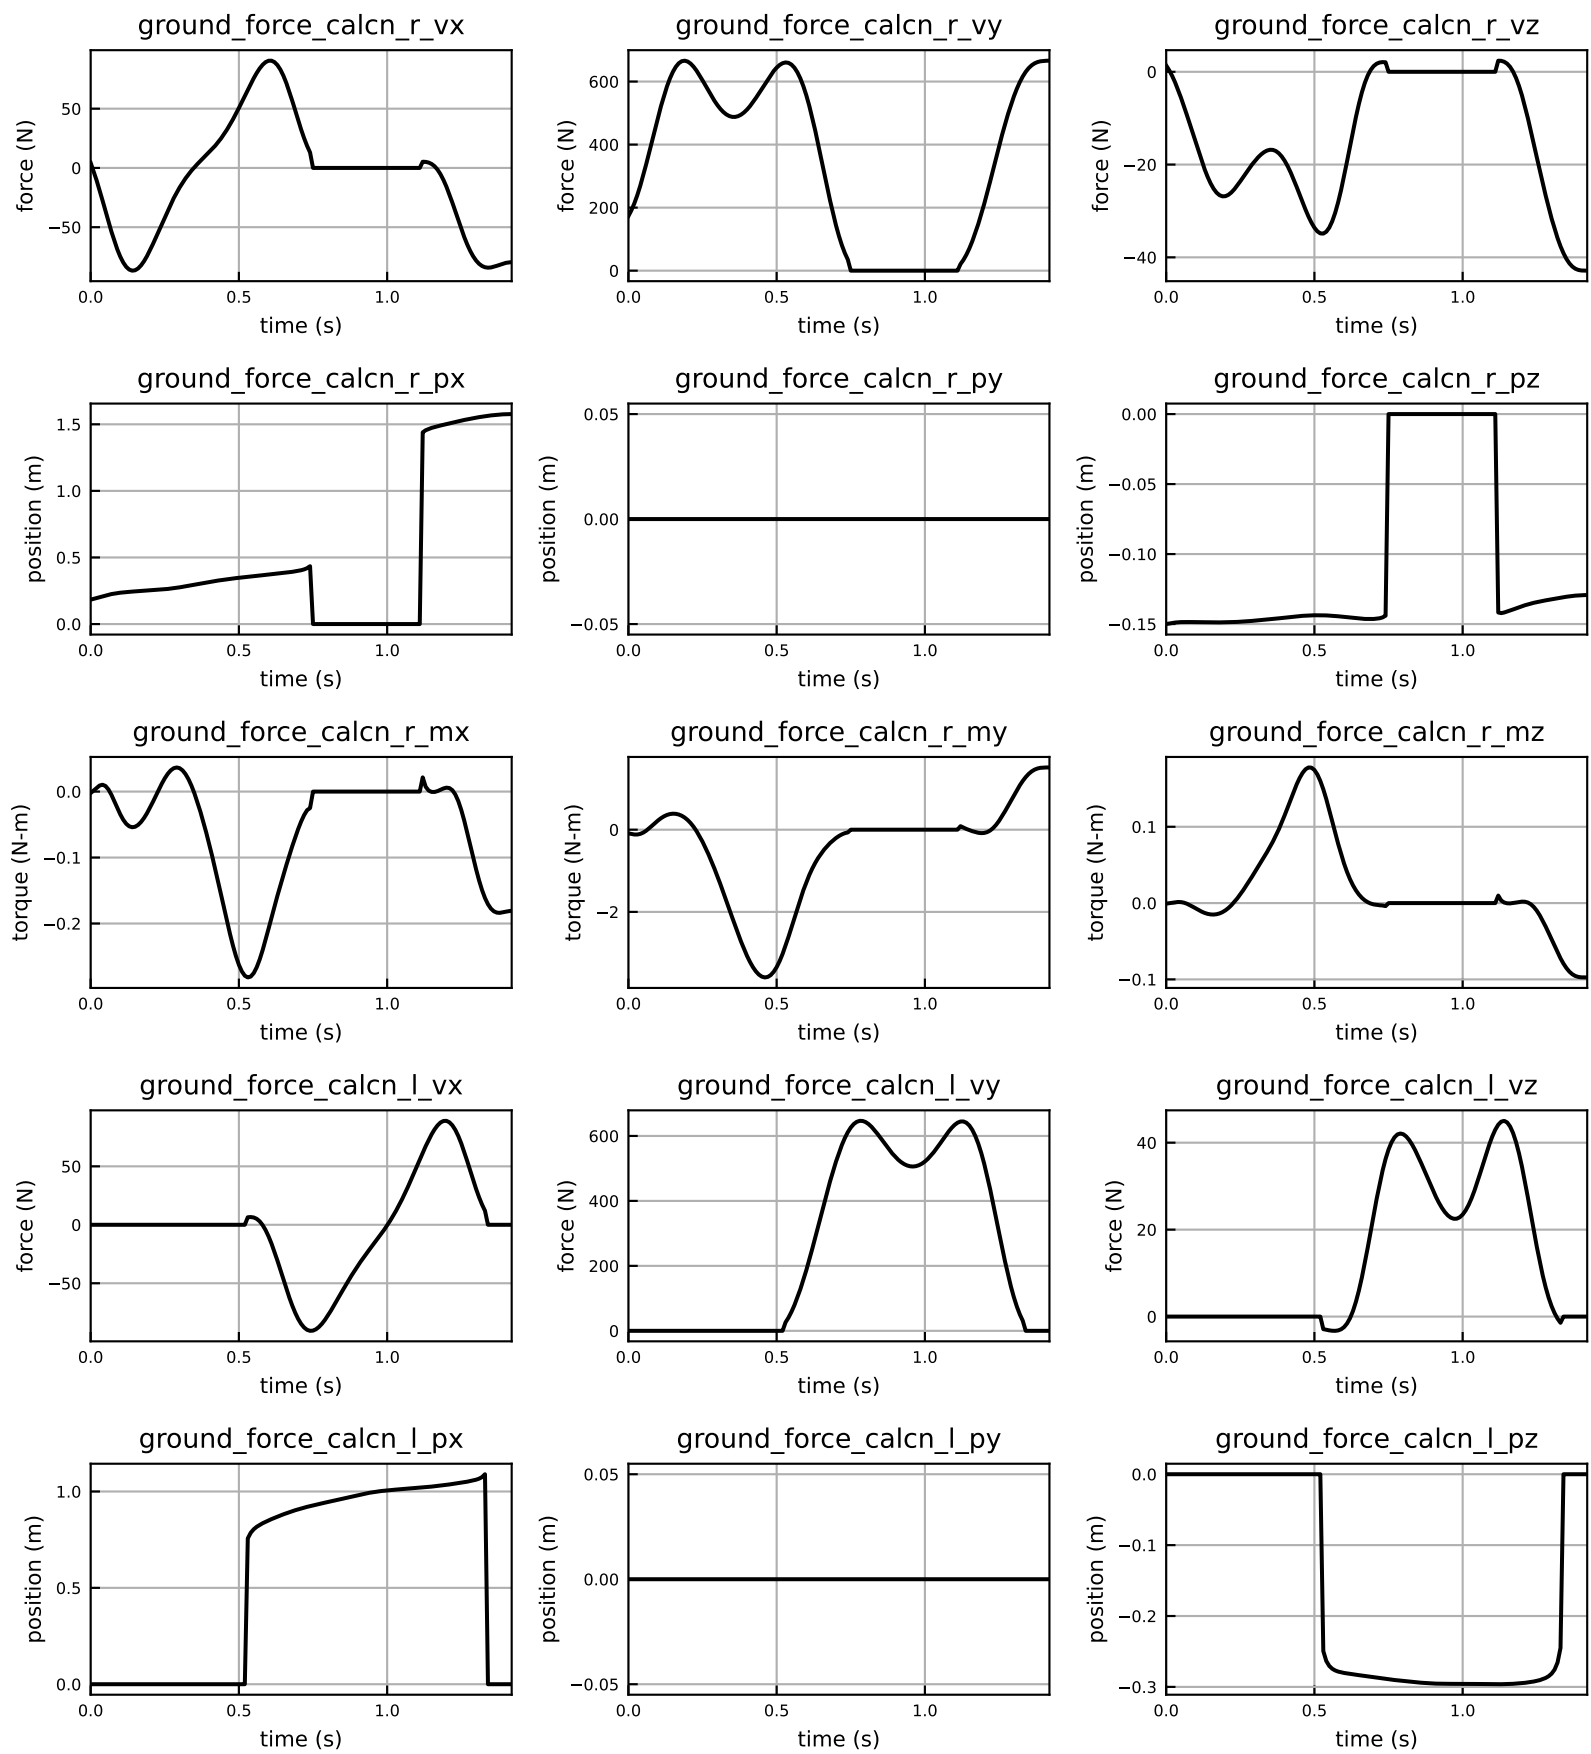 ground_force_calcn_r_vx
force (N)
50
0
−50
0.0 0.5 1.0
time (s)
ground_force_calcn_r_vy
force (N)
600
400
200
0
0.0 0.5 1.0
time (s)
ground_force_calcn_r_vz
force (N)
0
−20
−40
0.0 0.5 1.0
time (s)
ground_force_calcn_r_px
position (m)
1.5
1.0
0.5
0.0
0.0 0.5 1.0
time (s)
ground_force_calcn_r_py
position (m)
0.05
0.00
−0.05
0.0 0.5 1.0
time (s)
ground_force_calcn_r_pz
position (m)
0.00
−0.05
−0.10
−0.15
0.0 0.5 1.0
time (s)
ground_force_calcn_r_mx
torque (N-m)
0.0
−0.1
−0.2
0.0 0.5 1.0
time (s)
ground_force_calcn_r_my
torque (N-m)
0
−2
0.0 0.5 1.0
time (s)
ground_force_calcn_r_mz
torque (N-m)
0.1
0.0
−0.1
0.0 0.5 1.0
time (s)
ground_force_calcn_l_vx
force (N)
50
0
−50
0.0 0.5 1.0
time (s)
ground_force_calcn_l_vy
force (N)
600
400
200
0
0.0 0.5 1.0
time (s)
ground_force_calcn_l_vz
force (N)
40
20
0
0.0 0.5 1.0
time (s)
ground_force_calcn_l_px
position (m)
1.0
0.5
0.0
0.0 0.5 1.0
time (s)
ground_force_calcn_l_py
position (m)
0.05
0.00
−0.05
0.0 0.5 1.0
time (s)
ground_force_calcn_l_pz
position (m)
0.0
−0.1
−0.2
−0.3
0.0 0.5 1.0
time (s)